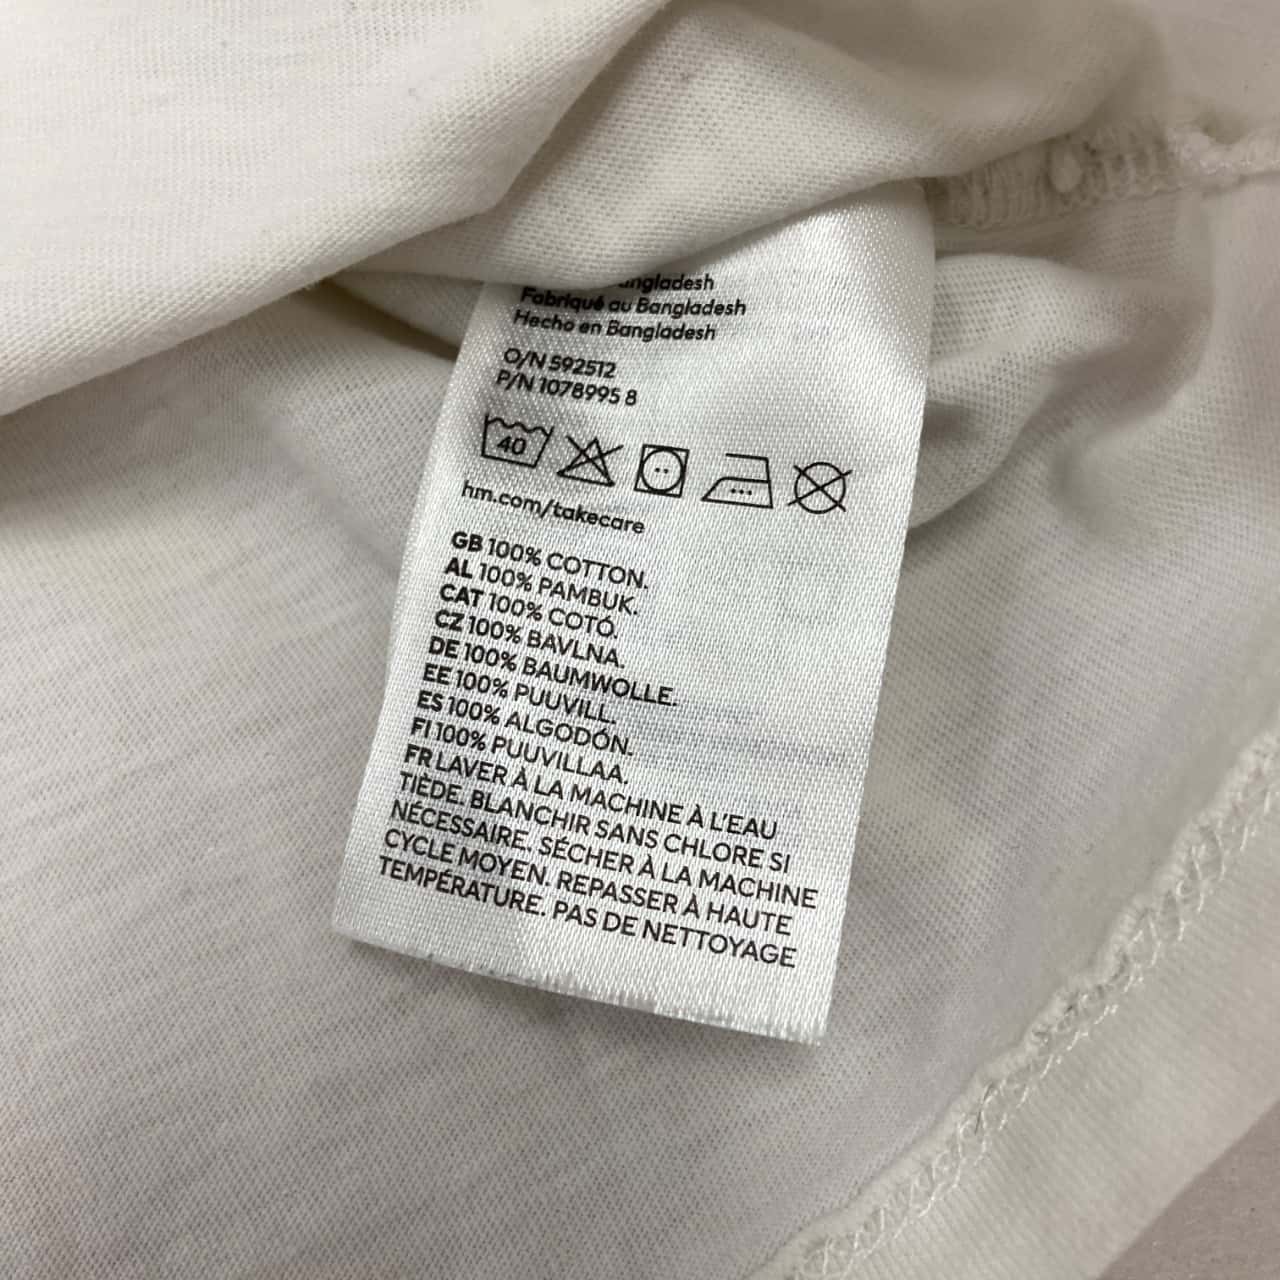 Bangladesh
Fabriqué au Bangladesh
Hecho en Bangladesh
O/N 592512
P/N 1078995 8
40
hm.com/takecare
GB 100% COTTON.
AL 100% PAMBUK.
CAT 100% COTÓ.
CZ 100% BAVLNA.
DE 100% BAUMWOLLE.
EE 100% PUUVILL.
ES 100% ALGODÓN.
FI 100% PUUVILLAA.
FR LAVER À LA MACHINE À L'EAU
TIÈDE. BLANCHIR SANS CHLORE SI
NÉCESSAIRE. SÉCHER À LA MACHINE
CYCLE MOYEN. REPASSER À HAUTE
TEMPÉRATURE. PAS DE NETTOYAGE